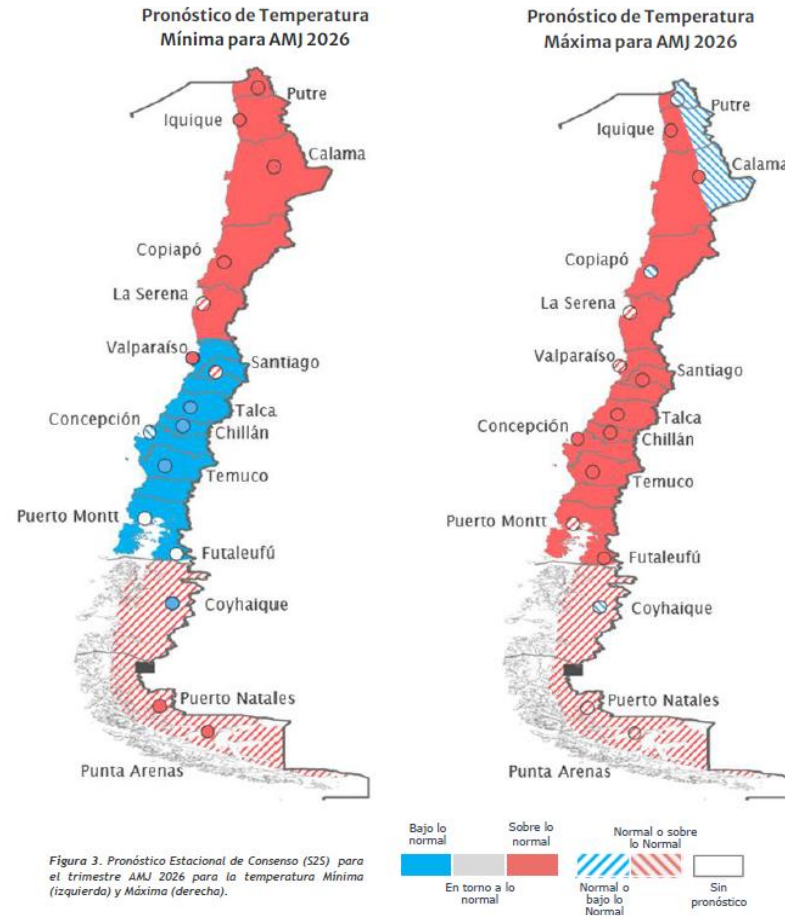 Pronóstico de Temperatura
Mínima para AMJ 2026
Putre
Iquique
Calama
Copiapó
La Serena
Valparaíso
Santiago
Talca
Concepción
Chillán
Temuco
Puerto Montt
Futaleufú
Coyhaique
Puerto Natales
Punta Arenas
Pronóstico de Temperatura
Máxima para AMJ 2026
Putre
Iquique
Calama
Copiapó
La Serena
Valparaíso
Santiago
Talca
Concepción
Chillán
Temuco
Puerto Montt
Futaleufú
Coyhaique
Puerto Natales
Punta Arenas
Figura 3. Pronóstico Estacional de Consenso (S2S) para
el trimestre AMJ 2026 para la temperatura Mínima
(izquierda) y Máxima (derecha).
Bajo lo
normal
Sobre lo
normal
En torno a lo
normal
Normal o sobre
lo Normal
Normal o
bajo lo
Normal
Sin
pronóstico